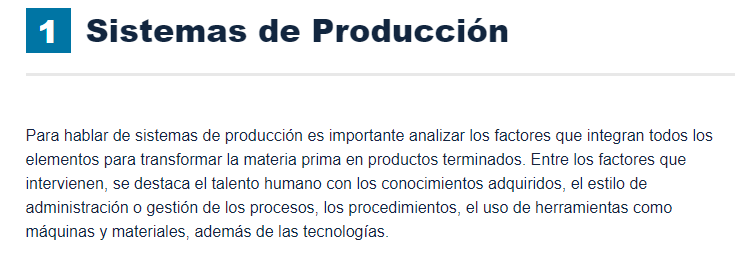 1 Sistemas de Producción
Para hablar de sistemas de producción es importante analizar los factores que integran todos los
elementos para transformar la materia prima en productos terminados. Entre los factores que
intervienen, se destaca el talento humano con los conocimientos adquiridos, el estilo de
administración o gestión de los procesos, los procedimientos, el uso de herramientas como
máquinas y materiales, además de las tecnologías.